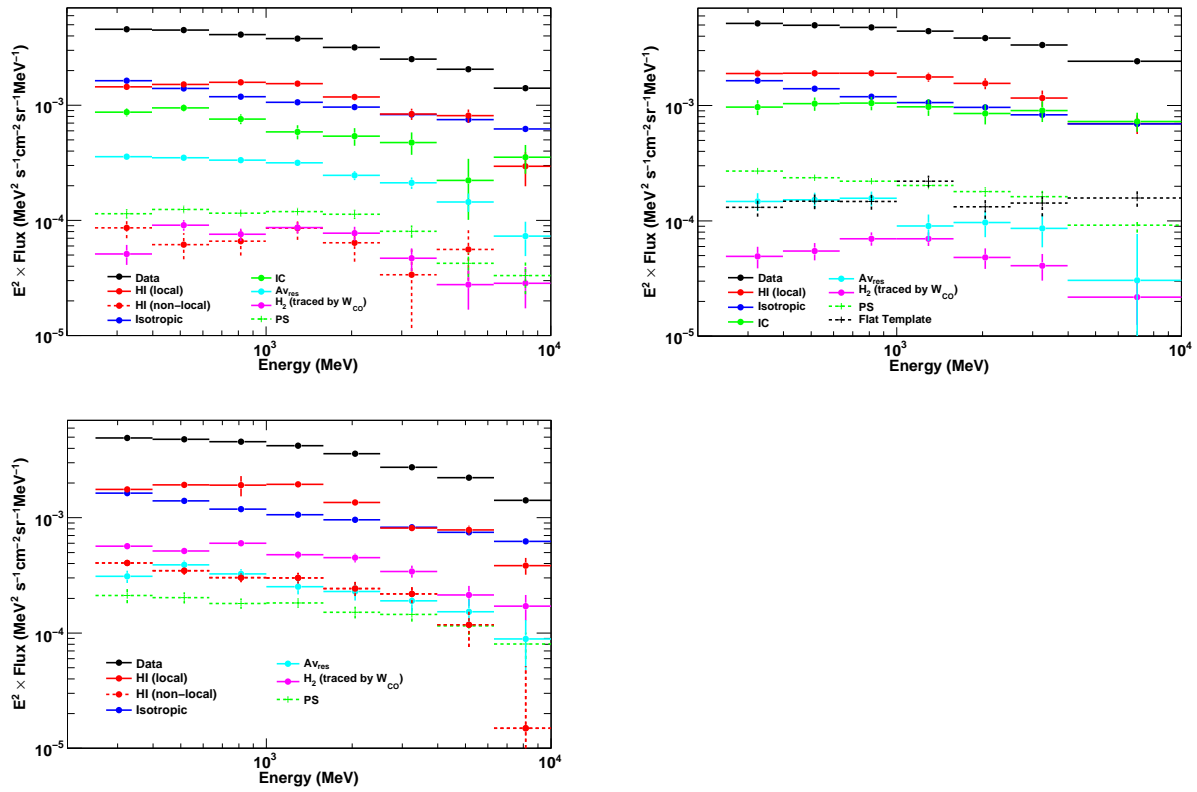 E² × Flux (MeV² s⁻¹cm⁻²sr⁻¹MeV⁻¹)
10⁻³
10⁻⁴
10⁻⁵
Data
HI (local)
HI (non−local)
Isotropic
IC
Av_res
H₂ (traced by W_CO)
PS
10³
10⁴
Energy (MeV)
E² × Flux (MeV² s⁻¹cm⁻²sr⁻¹MeV⁻¹)
10⁻³
10⁻⁴
10⁻⁵
Data
HI (local)
Isotropic
IC
Av_res
H₂ (traced by W_CO)
PS
Flat Template
10³
10⁴
Energy (MeV)
E² × Flux (MeV² s⁻¹cm⁻²sr⁻¹MeV⁻¹)
10⁻³
10⁻⁴
10⁻⁵
Data
HI (local)
HI (non−local)
Isotropic
Av_res
H₂ (traced by W_CO)
PS
10³
10⁴
Energy (MeV)